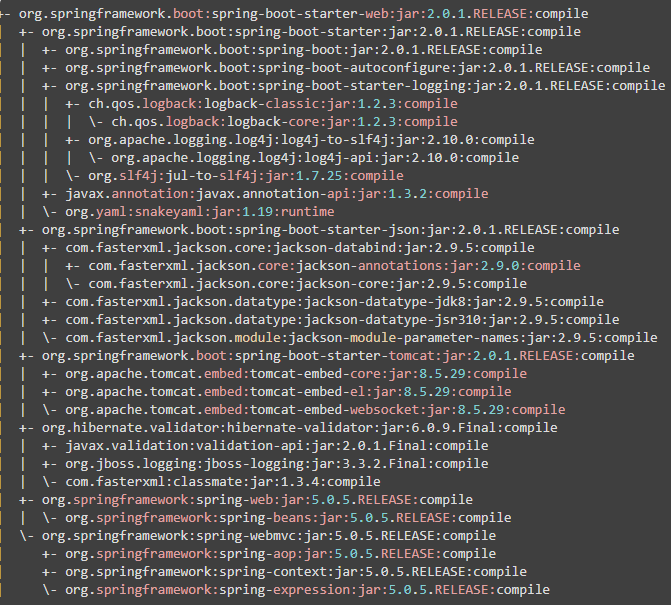 +- org.springframework.boot:spring-boot-starter-web:jar:2.0.1.RELEASE:compile
|  +- org.springframework.boot:spring-boot-starter:jar:2.0.1.RELEASE:compile
|  |  +- org.springframework.boot:spring-boot:jar:2.0.1.RELEASE:compile
|  |  +- org.springframework.boot:spring-boot-autoconfigure:jar:2.0.1.RELEASE:compile
|  |  +- org.springframework.boot:spring-boot-starter-logging:jar:2.0.1.RELEASE:compile
|  |  |  +- ch.qos.logback:logback-classic:jar:1.2.3:compile
|  |  |  |  \- ch.qos.logback:logback-core:jar:1.2.3:compile
|  |  |  +- org.apache.logging.log4j:log4j-to-slf4j:jar:2.10.0:compile
|  |  |  |  \- org.apache.logging.log4j:log4j-api:jar:2.10.0:compile
|  |  |  \- org.slf4j:jul-to-slf4j:jar:1.7.25:compile
|  |  +- javax.annotation:javax.annotation-api:jar:1.3.2:compile
|  |  \- org.yaml:snakeyaml:jar:1.19:runtime
|  +- org.springframework.boot:spring-boot-starter-json:jar:2.0.1.RELEASE:compile
|  |  +- com.fasterxml.jackson.core:jackson-databind:jar:2.9.5:compile
|  |  |  +- com.fasterxml.jackson.core:jackson-annotations:jar:2.9.0:compile
|  |  |  \- com.fasterxml.jackson.core:jackson-core:jar:2.9.5:compile
|  |  +- com.fasterxml.jackson.datatype:jackson-datatype-jdk8:jar:2.9.5:compile
|  |  +- com.fasterxml.jackson.datatype:jackson-datatype-jsr310:jar:2.9.5:compile
|  |  \- com.fasterxml.jackson.module:jackson-module-parameter-names:jar:2.9.5:compile
|  +- org.springframework.boot:spring-boot-starter-tomcat:jar:2.0.1.RELEASE:compile
|  |  +- org.apache.tomcat.embed:tomcat-embed-core:jar:8.5.29:compile
|  |  +- org.apache.tomcat.embed:tomcat-embed-el:jar:8.5.29:compile
|  |  \- org.apache.tomcat.embed:tomcat-embed-websocket:jar:8.5.29:compile
|  +- org.hibernate.validator:hibernate-validator:jar:6.0.9.Final:compile
|  |  +- javax.validation:validation-api:jar:2.0.1.Final:compile
|  |  +- org.jboss.logging:jboss-logging:jar:3.3.2.Final:compile
|  |  \- com.fasterxml:classmate:jar:1.3.4:compile
|  +- org.springframework:spring-web:jar:5.0.5.RELEASE:compile
|  |  \- org.springframework:spring-beans:jar:5.0.5.RELEASE:compile
|  \- org.springframework:spring-webmvc:jar:5.0.5.RELEASE:compile
|     +- org.springframework:spring-aop:jar:5.0.5.RELEASE:compile
|     +- org.springframework:spring-context:jar:5.0.5.RELEASE:compile
|     \- org.springframework:spring-expression:jar:5.0.5.RELEASE:compile